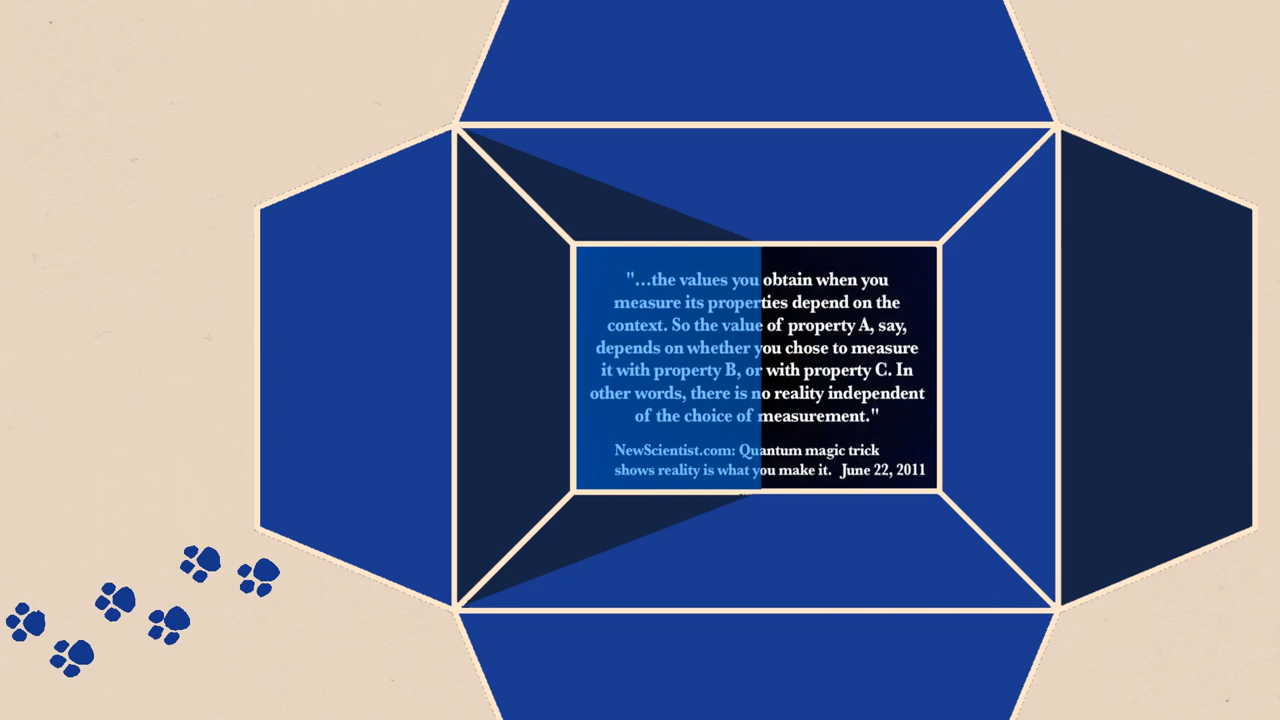 "...the values you obtain when you
measure its properties depend on the
context. So the value of property A, say,
depends on whether you chose to measure
it with property B, or with property C. In
other words, there is no reality independent
of the choice of measurement."
NewScientist.com: Quantum magic trick
shows reality is what you make it.  June 22, 2011